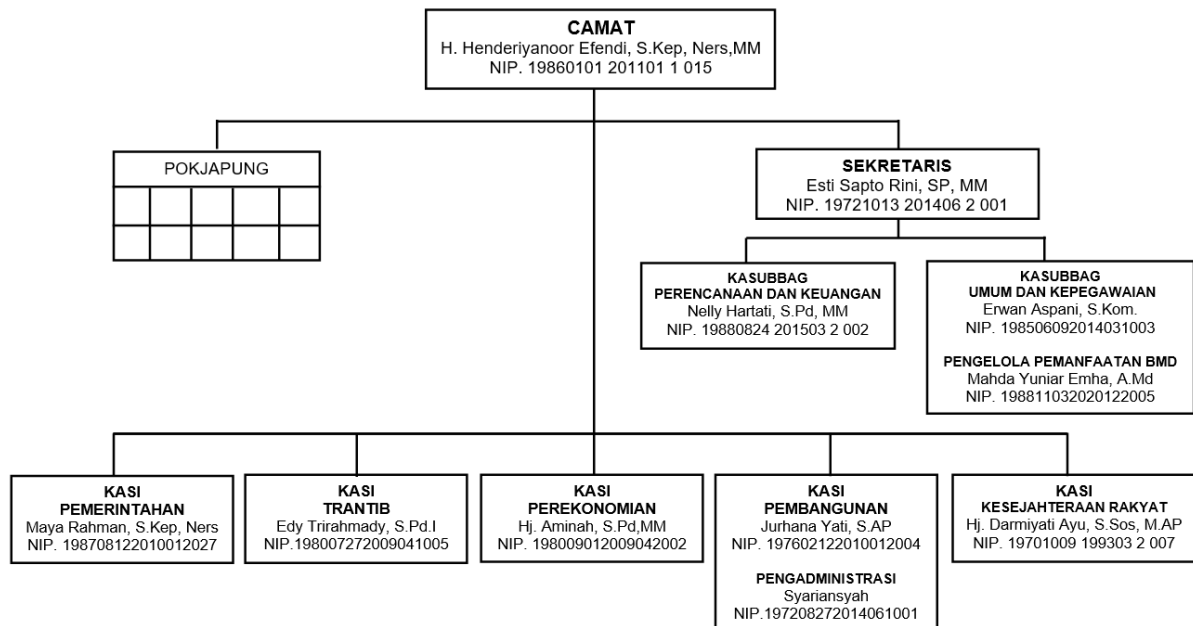 CAMAT
H. Henderiyanoor Efendi, S.Kep, Ners,MM
NIP. 19860101 201101 1 015
POKJAPUNG
SEKRETARIS
Esti Sapto Rini, SP, MM
NIP. 19721013 201406 2 001
KASUBBAG
PERENCANAAN DAN KEUANGAN
Nelly Hartati, S.Pd, MM
NIP. 19880824 201503 2 002
KASUBBAG
UMUM DAN KEPEGAWAIAN
Erwan Aspani, S.Kom.
NIP. 198506092014031003
PENGELOLA PEMANFAATAN BMD
Mahda Yuniar Emha, A.Md
NIP. 198811032020122005
KASI
PEMERINTAHAN
Maya Rahman, S.Kep, Ners
NIP. 198708122010012027
KASI
TRANTIB
Edy Trirahmady, S.Pd.I
NIP.198007272009041005
KASI
PEREKONOMIAN
Hj. Aminah, S.Pd,MM
NIP. 198009012009042002
KASI
PEMBANGUNAN
Jurhana Yati, S.AP
NIP. 197602122010012004
PENGADMINISTRASI
Syariansyah
NIP.197208272014061001
KASI
KESEJAHTERAAN RAKYAT
Hj. Darmiyati Ayu, S.Sos, M.AP
NIP. 19701009 199303 2 007